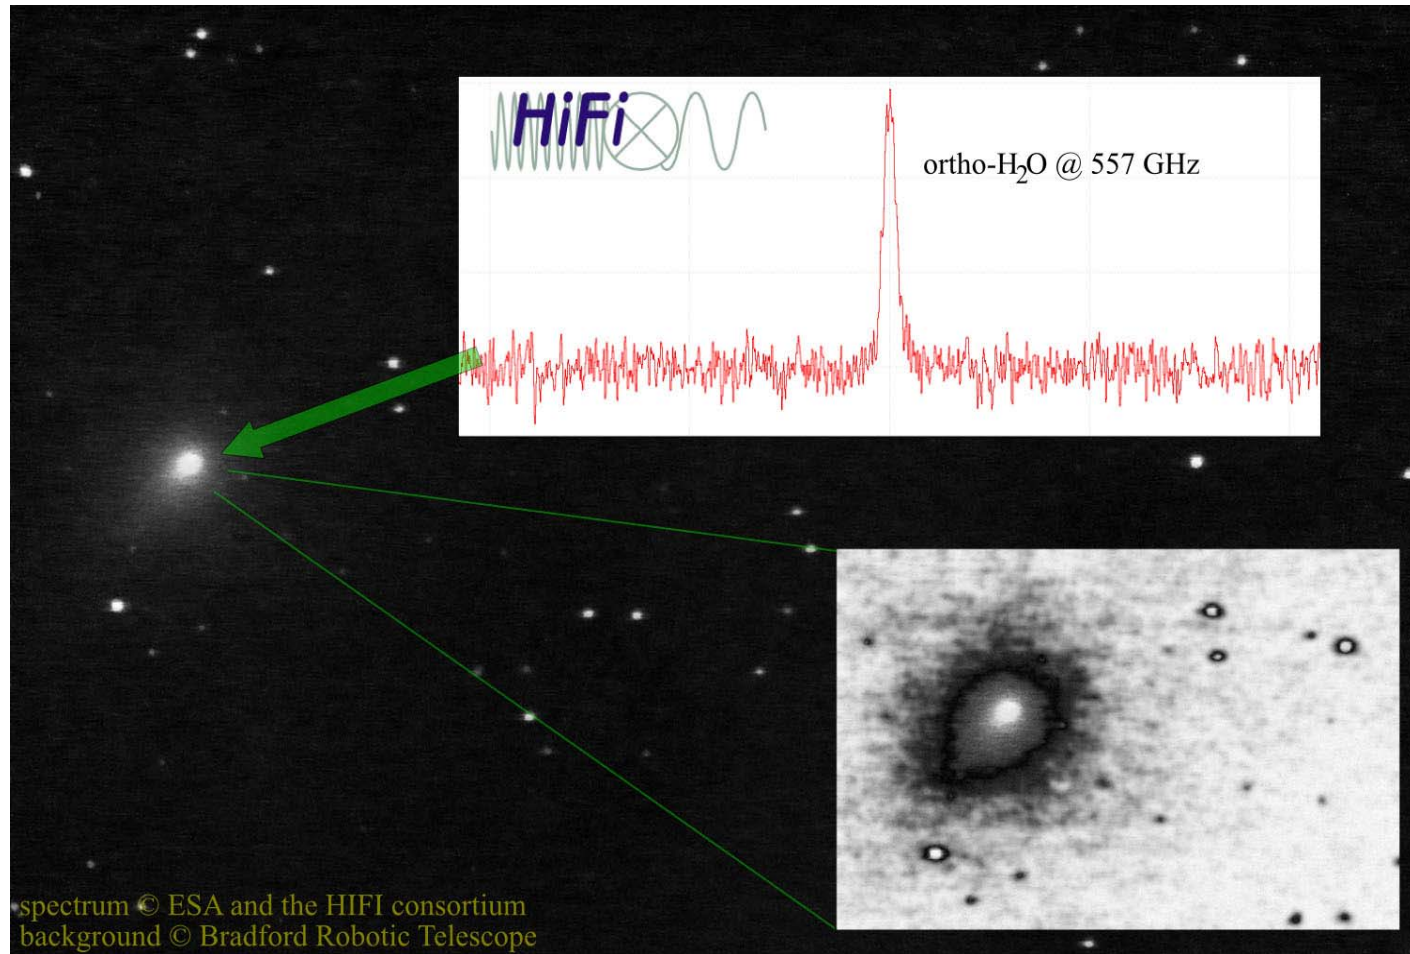 HiFi
ortho-H₂O @ 557 GHz
spectrum © ESA and the HIFI consortium
background © Bradford Robotic Telescope